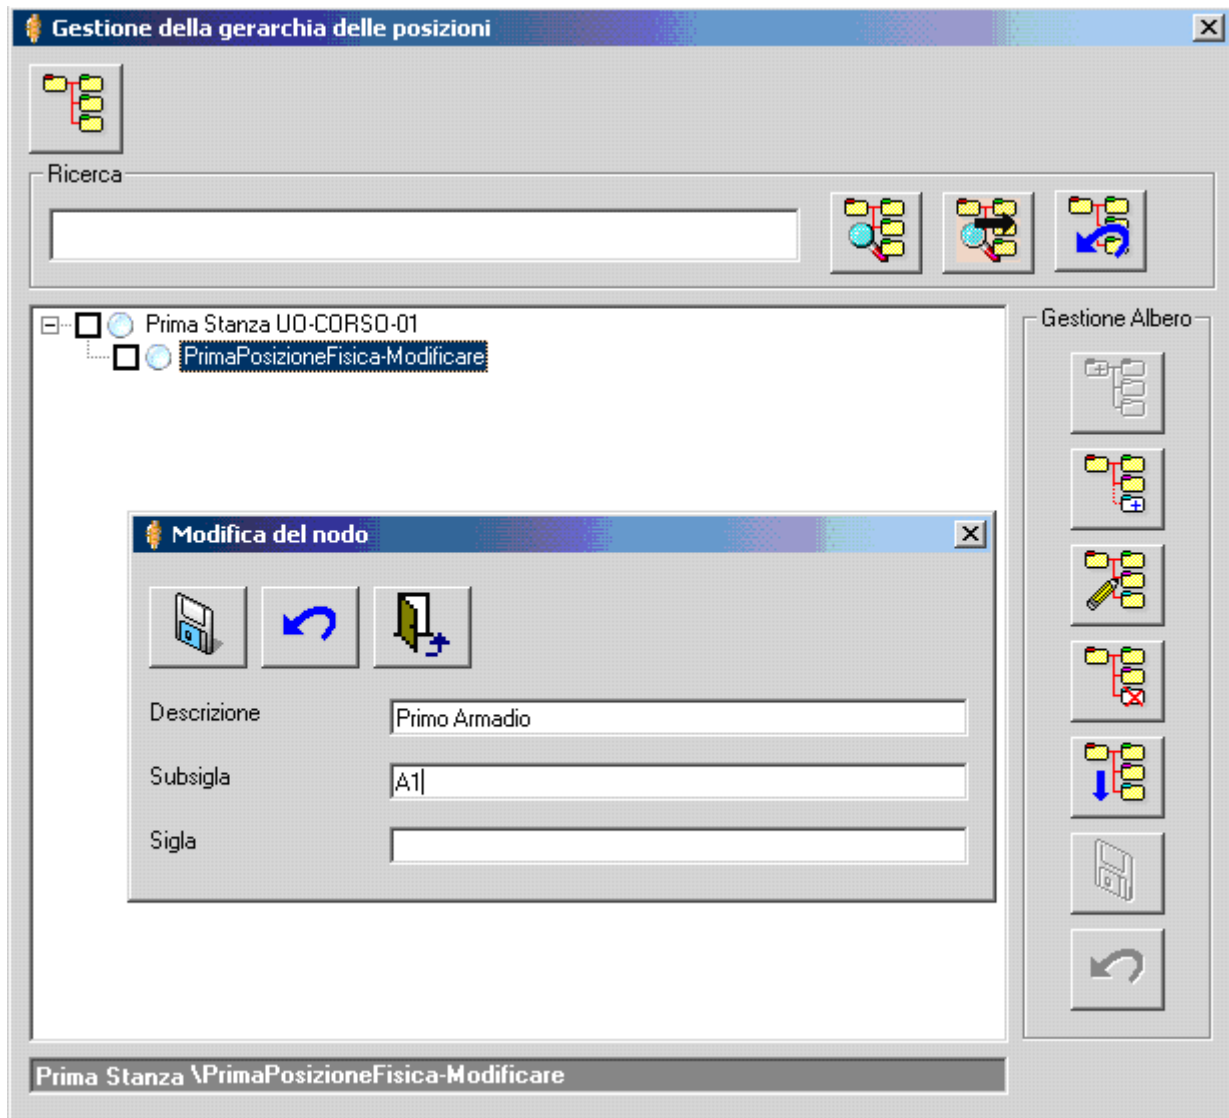 Gestione della gerarchia delle posizioni
Ricerca
Prima Stanza UO-CORSO-01
PrimaPosizioneFisica-Modificare
Gestione Albero
Modifica del nodo
Descrizione
Primo Armadio
Subsigla
A1
Sigla
Prima Stanza \PrimaPosizioneFisica-Modificare